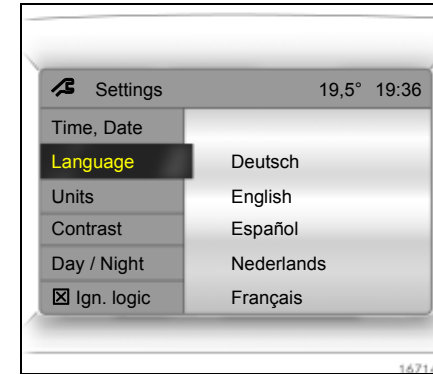 Settings 19,5° 19:36
Time, Date
Language Deutsch
Units English
Contrast Español
Day / Night Nederlands
☒ Ign. logic Français